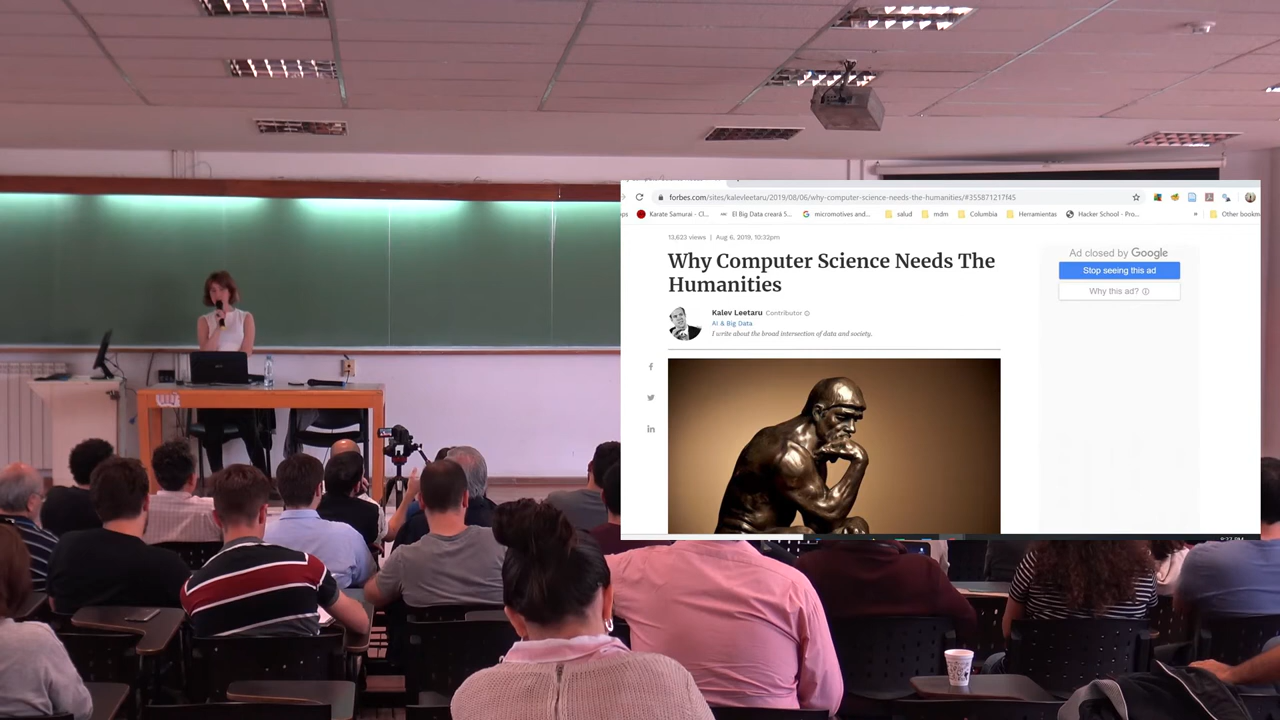 forbes.com/sites/kalevleetaru/2019/08/06/why-computer-science-needs-the-humanities/#355871217f45
Karate Samurai - Cl... El Big Data creará 5... micromotives and... salud mdm Columbia Herramientas Hacker School - Pro... » Other bookm
13,623 views | Aug 6, 2019, 10:32pm
Why Computer Science Needs The
Humanities
Kalev Leetaru Contributor
AI & Big Data
I write about the broad intersection of data and society.
Ad closed by Google
Stop seeing this ad
Why this ad?